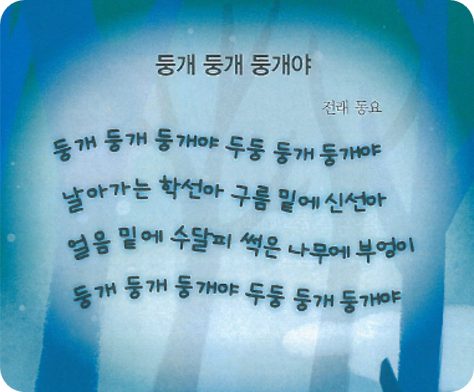 둥개 둥개 둥개야
전래 동요
둥개 둥개 둥개야 두둥 둥개 둥개야
날아가는 학선아 구름 밑에 신선아
얼음 밑에 수달피 썩은 나무에 부엉이
둥개 둥개 둥개야 두둥 둥개 둥개야